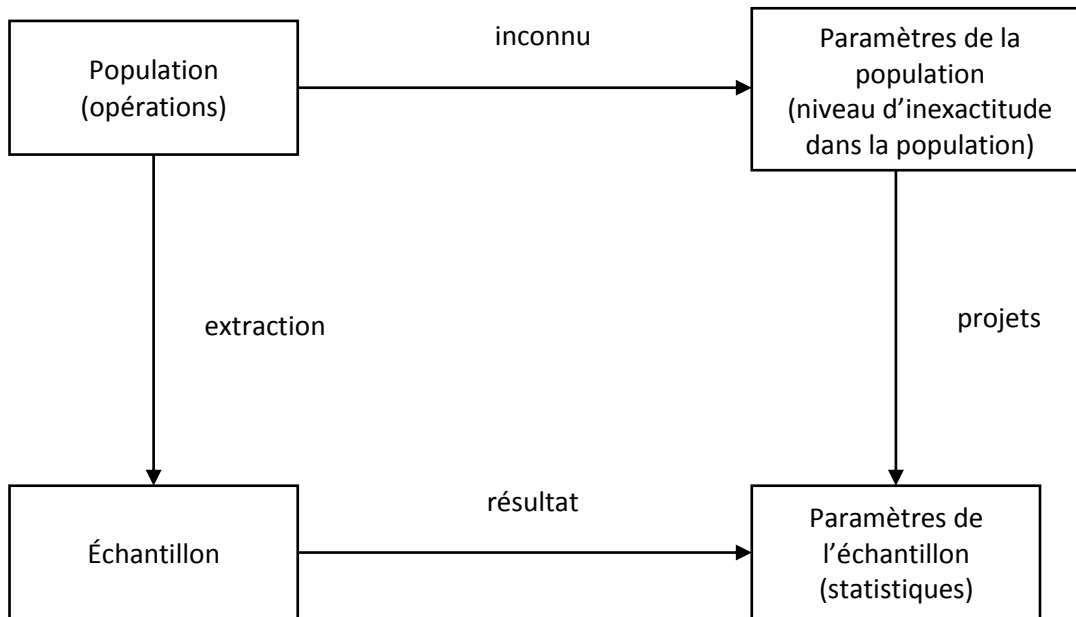 Population
(opérations)
inconnu
Paramètres de la
population
(niveau d’inexactitude
dans la population)
extraction
projets
Échantillon
résultat
Paramètres de
l’échantillon
(statistiques)